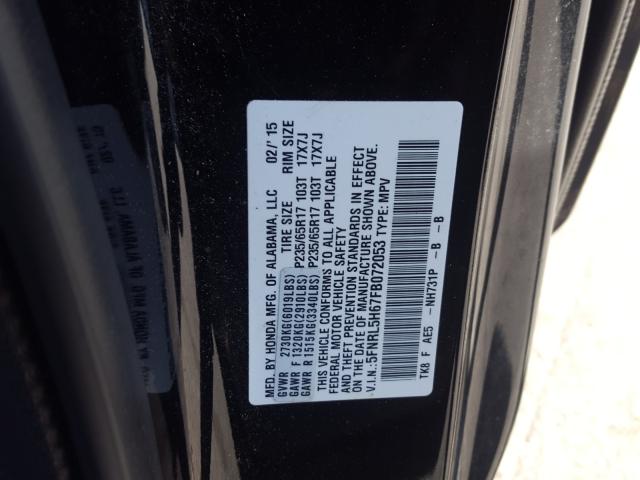 MFD. BY HONDA MFG. OF ALABAMA, LLC 02/'15
GVWR 2730KG(6019LBS) TIRE SIZE RIM SIZE
GAWR F 1320KG(2910LBS) P235/65R17 103T 17X7J
GAWR R 1515KG(3340LBS) P235/65R17 103T 17X7J
THIS VEHICLE CONFORMS TO ALL APPLICABLE
FEDERAL MOTOR VEHICLE SAFETY
AND THEFT PREVENTION STANDARDS IN EFFECT
ON THE DATE OF MANUFACTURE SHOWN ABOVE.
V.I.N.: 5FNRL5H67FB072053 TYPE: MPV
TK8 F AE5 - NH731P - B - B